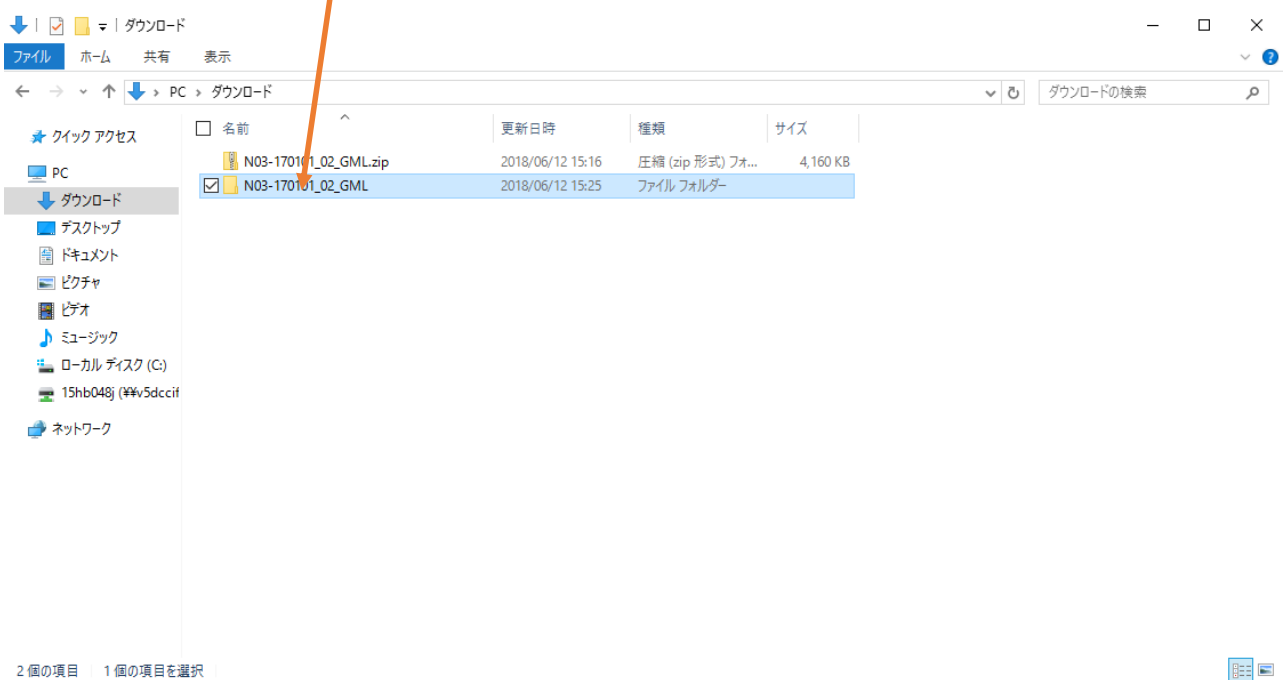 ダウンロード
ファイル ホーム 共有 表示
PC › ダウンロード ダウンロードの検索
クイック アクセス
PC
ダウンロード
デスクトップ
ドキュメント
ピクチャ
ビデオ
ミュージック
ローカル ディスク (C:)
15hb048j (¥¥v5dccif
ネットワーク
名前 更新日時 種類 サイズ
N03-170101_02_GML.zip 2018/06/12 15:16 圧縮 (zip 形式) フォ... 4,160 KB
N03-170101_02_GML 2018/06/12 15:25 ファイル フォルダー
2 個の項目 1 個の項目を選択